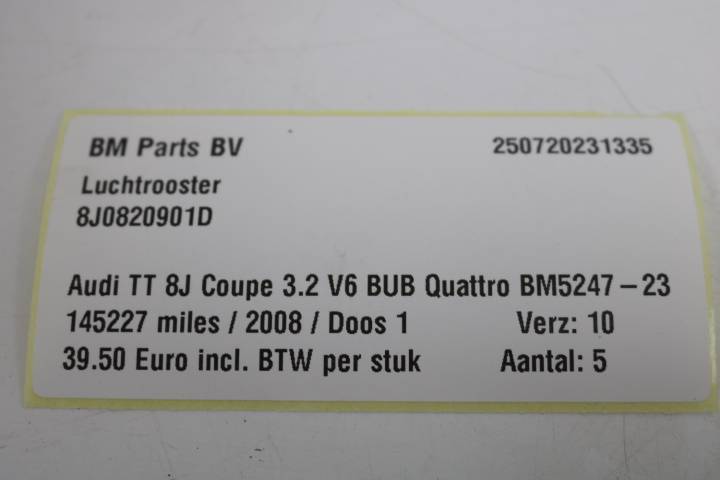 BM Parts BV 250720231335
Luchtrooster
8J0820901D
Audi TT 8J Coupe 3.2 V6 BUB Quattro BM5247-23
145227 miles / 2008 / Doos 1 Verz: 10
39.50 Euro incl. BTW per stuk Aantal: 5